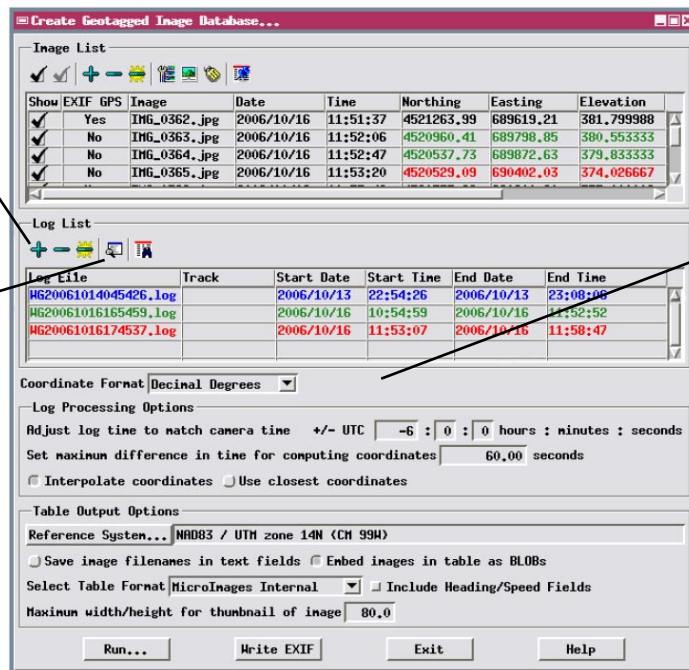 Create Geotagged Image Database...
Image List
Show EXIF GPS Image Date Time Northing Easting Elevation
Yes IMG_0362.jpg 2006/10/16 11:51:37 4521263.99 689619.21 381.799988
No IMG_0363.jpg 2006/10/16 11:52:06 4520960.41 689798.85 380.553333
No IMG_0364.jpg 2006/10/16 11:52:47 4520537.73 689872.63 379.833333
No IMG_0365.jpg 2006/10/16 11:53:20 4520529.09 690402.03 374.026667
Log List
Log File Track Start Date Start Time End Date End Time
WG20061014045426.log 2006/10/13 22:54:26 2006/10/13 23:08:06
WG20061016165459.log 2006/10/16 10:54:59 2006/10/16 11:52:52
WG20061016174537.log 2006/10/16 11:53:07 2006/10/16 11:58:47
Coordinate Format Decimal Degrees
Log Processing Options
Adjust log time to match camera time +/- UTC -6 : 0 : 0 hours : minutes : seconds
Set maximum difference in time for computing coordinates 60.00 seconds
Interpolate coordinates Use closest coordinates
Table Output Options
Reference System... NAD83 / UTM zone 14N (CM 99W)
Save image filenames in text fields Embed images in table as BLOBs
Select Table Format MicroImages Internal Include Heading/Speed Fields
Maximum width/height for thumbnail of image 80.0
Run... Write EXIF Exit Help